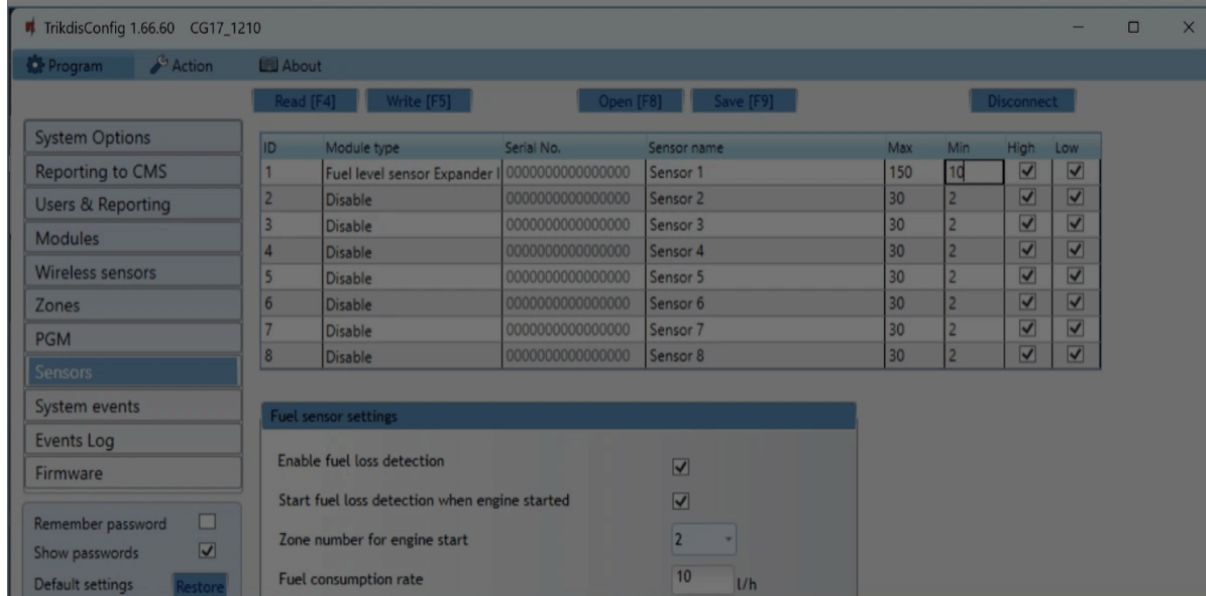 TrikdisConfig 1.66.60 CG17_1210
Program Action About
Read [F4] Write [F5] Open [F8] Save [F9] Disconnect
System Options
Reporting to CMS
Users & Reporting
Modules
Wireless sensors
Zones
PGM
Sensors
System events
Events Log
Firmware
Remember password
Show passwords
Default settings Restore
ID Module type Serial No. Sensor name Max Min High Low
1 Fuel level sensor Expander I 0000000000000000 Sensor 1 150 10
2 Disable 0000000000000000 Sensor 2 30 2
3 Disable 0000000000000000 Sensor 3 30 2
4 Disable 0000000000000000 Sensor 4 30 2
5 Disable 0000000000000000 Sensor 5 30 2
6 Disable 0000000000000000 Sensor 6 30 2
7 Disable 0000000000000000 Sensor 7 30 2
8 Disable 0000000000000000 Sensor 8 30 2
Fuel sensor settings
Enable fuel loss detection
Start fuel loss detection when engine started
Zone number for engine start 2
Fuel consumption rate 10 l/h